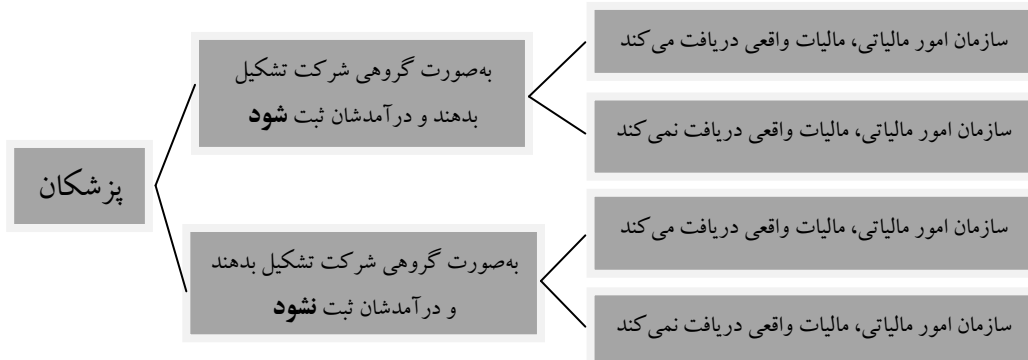 پزشکان
به‌صورت گروهی شرکت تشکیل
بدهند و درآمدشان ثبت شود
به‌صورت گروهی شرکت تشکیل بدهند
و درآمدشان ثبت نشود
سازمان امور مالیاتی، مالیات واقعی دریافت می‌کند
سازمان امور مالیاتی، مالیات واقعی دریافت نمی‌کند
سازمان امور مالیاتی، مالیات واقعی دریافت می‌کند
سازمان امور مالیاتی، مالیات واقعی دریافت نمی‌کند